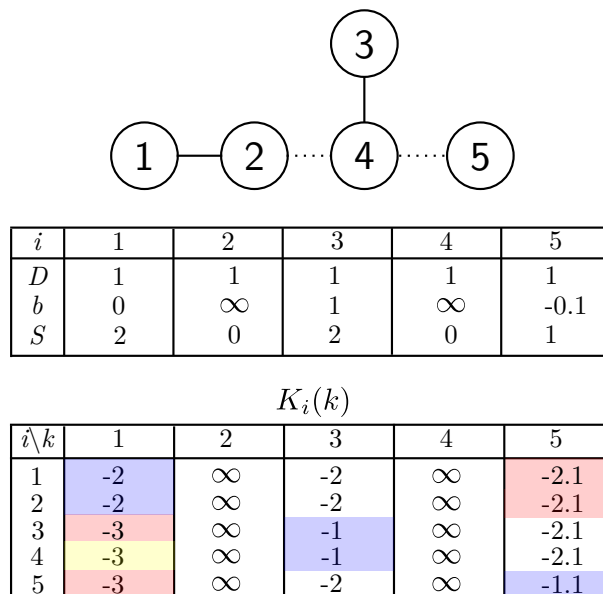 3
1 2 4 5
i 1 2 3 4 5
D 1 1 1 1 1
b 0 ∞ 1 ∞ -0.1
S 2 0 2 0 1
K_i(k)
i\k 1 2 3 4 5
1 -2 ∞ -2 ∞ -2.1
2 -2 ∞ -2 ∞ -2.1
3 -3 ∞ -1 ∞ -2.1
4 -3 ∞ -1 ∞ -2.1
5 -3 ∞ -2 ∞ -1.1